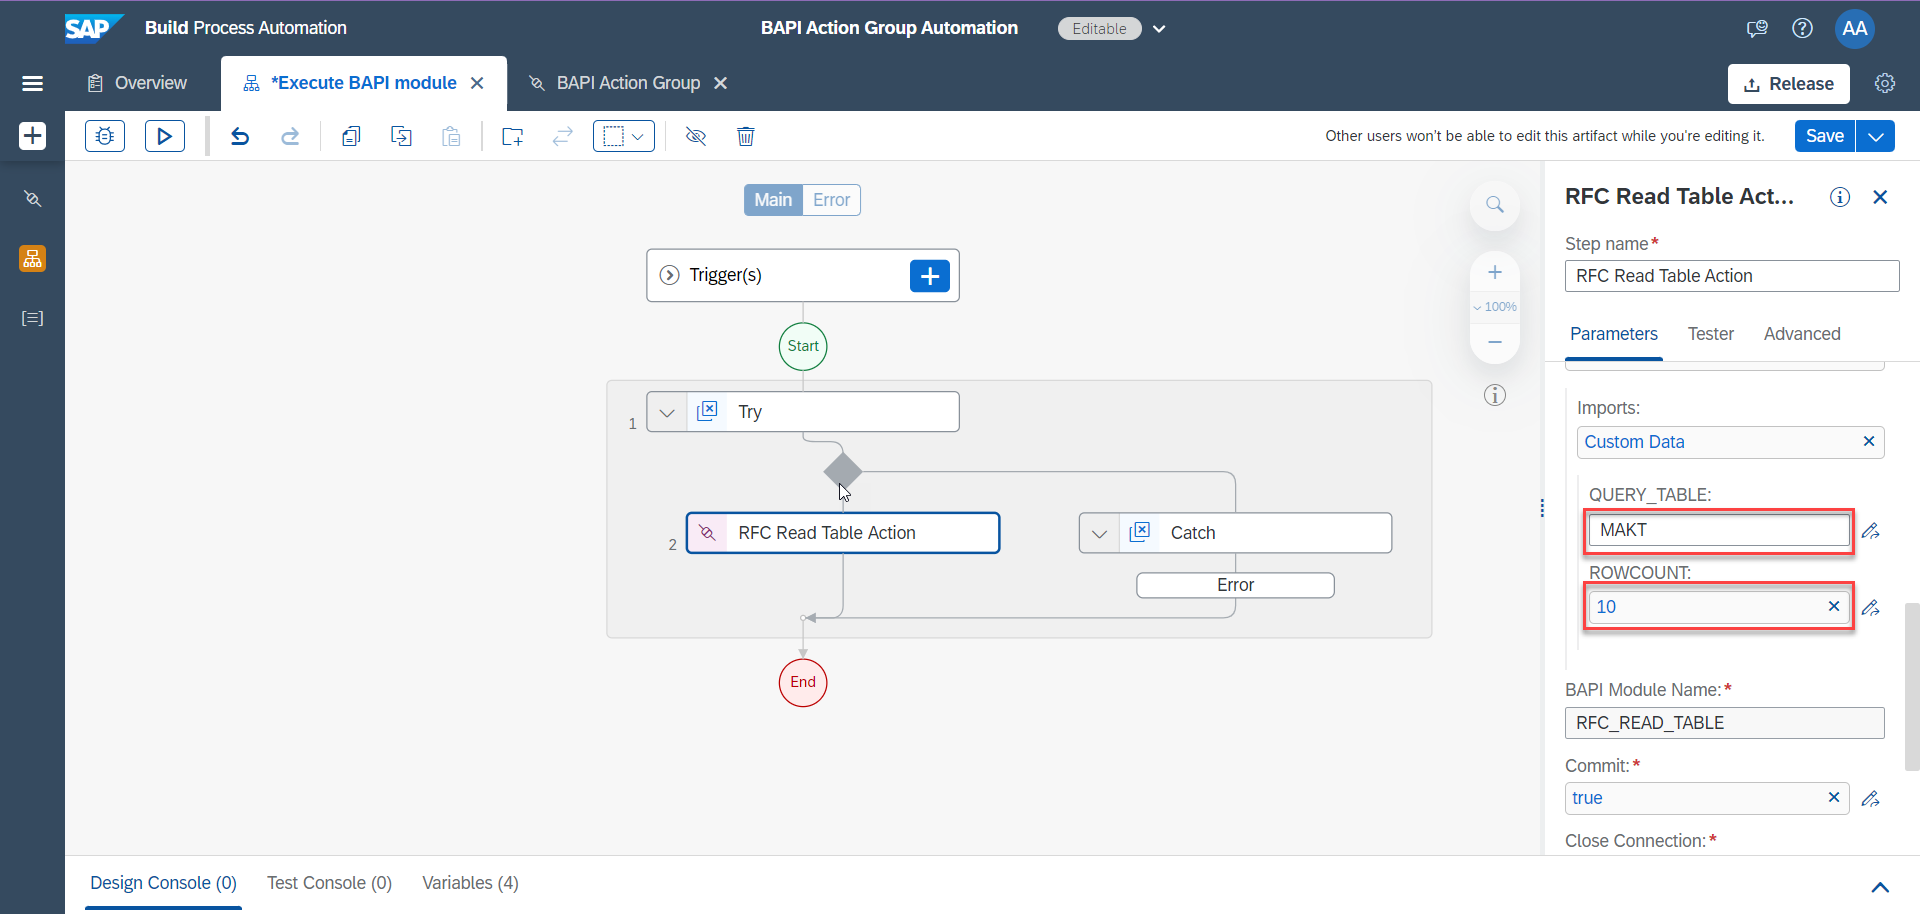 SAP Build Process Automation
BAPI Action Group Automation
Editable
AA
Overview
*Execute BAPI module
BAPI Action Group
Release
Other users won't be able to edit this artifact while you're editing it.
Save
Main
Error
Trigger(s)
Start
1
Try
2
RFC Read Table Action
Catch
Error
End
100%
RFC Read Table Act...
Step name*
RFC Read Table Action
Parameters
Tester
Advanced
Imports:
Custom Data
QUERY_TABLE:
MAKT
ROWCOUNT:
10
BAPI Module Name:*
RFC_READ_TABLE
Commit:*
true
Close Connection:*
Design Console (0)
Test Console (0)
Variables (4)